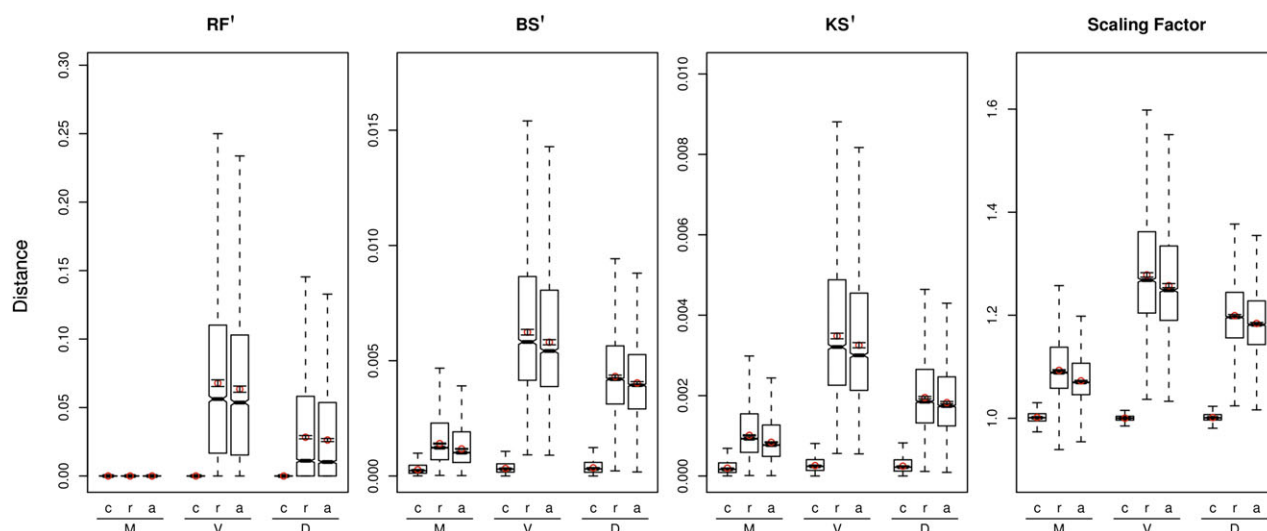 RF'
BS'
KS'
Scaling Factor
Distance
0.30
0.25
0.20
0.15
0.10
0.05
0.00
0.015
0.010
0.005
0.000
0.010
0.008
0.006
0.004
0.002
0.000
1.6
1.4
1.2
1.0
c r a c r a c r a
M V D
c r a c r a c r a
M V D
c r a c r a c r a
M V D
c r a c r a c r a
M V D